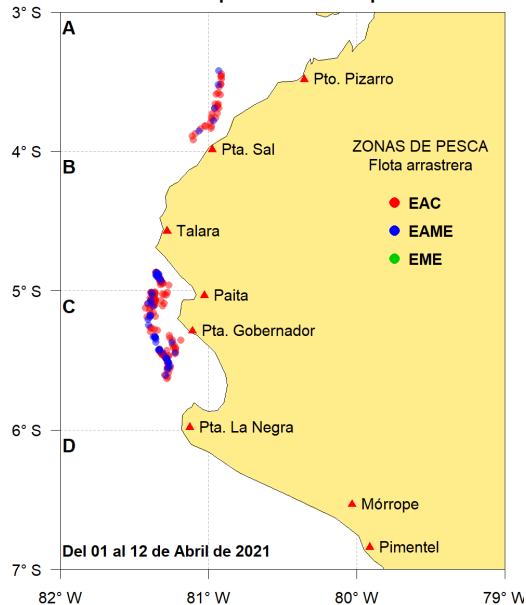 3° S
A
Pto. Pizarro
ZONAS DE PESCA
Flota arrastrera
4° S
Pta. Sal
B
EAC
Talara
EAME
EME
5° S
Paita
C
Pta. Gobernador
6° S
Pta. La Negra
D
Mórrope
Del 01 al 12 de Abril de 2021
Pimentel
7° S
82° W
81° W
80° W
79° W